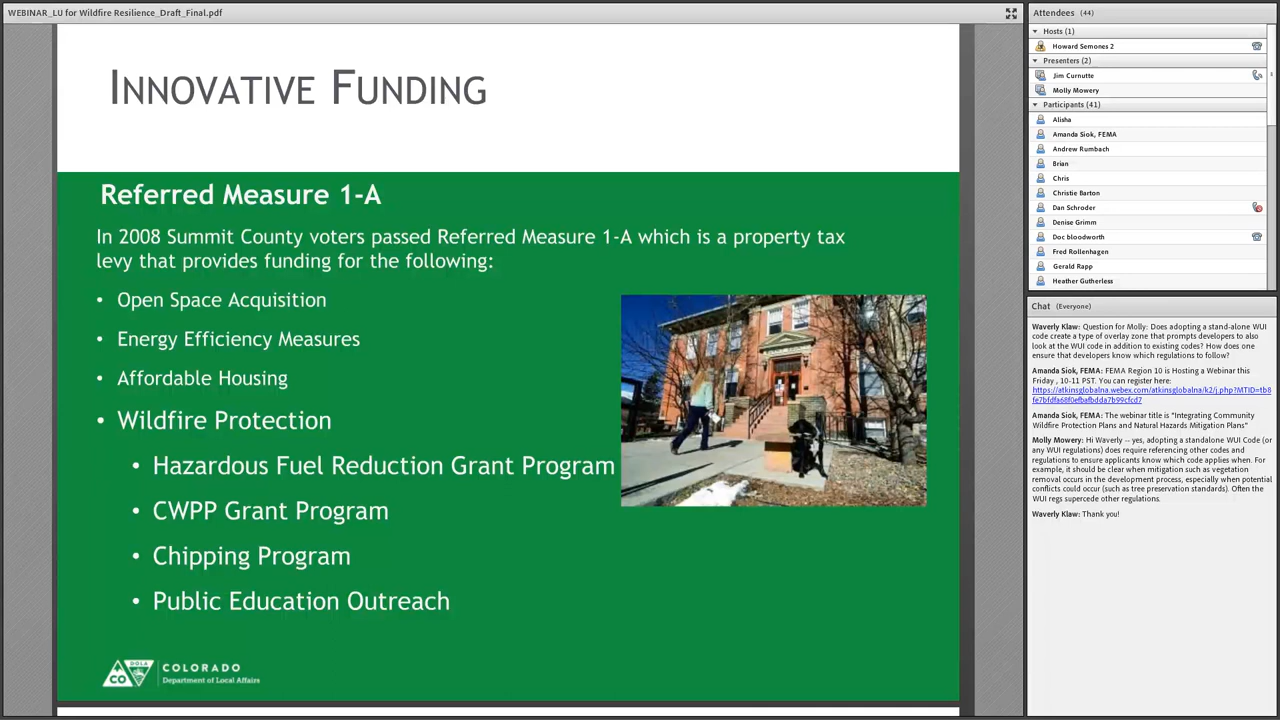 WEBINAR_LU for Wildfire Resilience_Draft_Final.pdf
INNOVATIVE FUNDING
Referred Measure 1-A
In 2008 Summit County voters passed Referred Measure 1-A which is a property tax
levy that provides funding for the following:
• Open Space Acquisition
• Energy Efficiency Measures
• Affordable Housing
• Wildfire Protection
• Hazardous Fuel Reduction Grant Program
• CWPP Grant Program
• Chipping Program
• Public Education Outreach
CO
DOLA
COLORADO
Department of Local Affairs
Attendees (44)
Hosts (1)
Howard Semones 2
Presenters (2)
Jim Curnutte
Molly Mowery
Participants (41)
Alisha
Amanda Siok, FEMA
Andrew Rumbach
Brian
Chris
Christie Barton
Dan Schroder
Denise Grimm
Doc bloodworth
Fred Rollenhagen
Gerald Rapp
Heather Gutherless
Chat (Everyone)
Waverly Klaw: Question for Molly: Does adopting a stand-alone WUI
code create a type of overlay zone that prompts developers to also
look at the WUI code in addition to existing codes? How does one
ensure that developers know which regulations to follow?
Amanda Siok, FEMA: FEMA Region 10 is Hosting a Webinar this
Friday , 10-11 PST. You can register here:
https://atkinsglobalna.webex.com/atkinsglobalna/k2/j.php?MTID=tb8
fe7bfdfa68f0efbafbdda7b99cfcd7
Amanda Siok, FEMA: The webinar title is "Integrating Community
Wildfire Protection Plans and Natural Hazards Mitigation Plans"
Molly Mowery: Hi Waverly -- yes, adopting a standalone WUI Code (or
any WUI regulations) does require referencing other codes and
regulations to ensure applicants know which code applies when. For
example, it should be clear when mitigation such as vegetation
removal occurs in the development process, especially when potential
conflicts could occur (such as tree preservation standards). Often the
WUI regs supercede other regulations.
Waverly Klaw: Thank you!